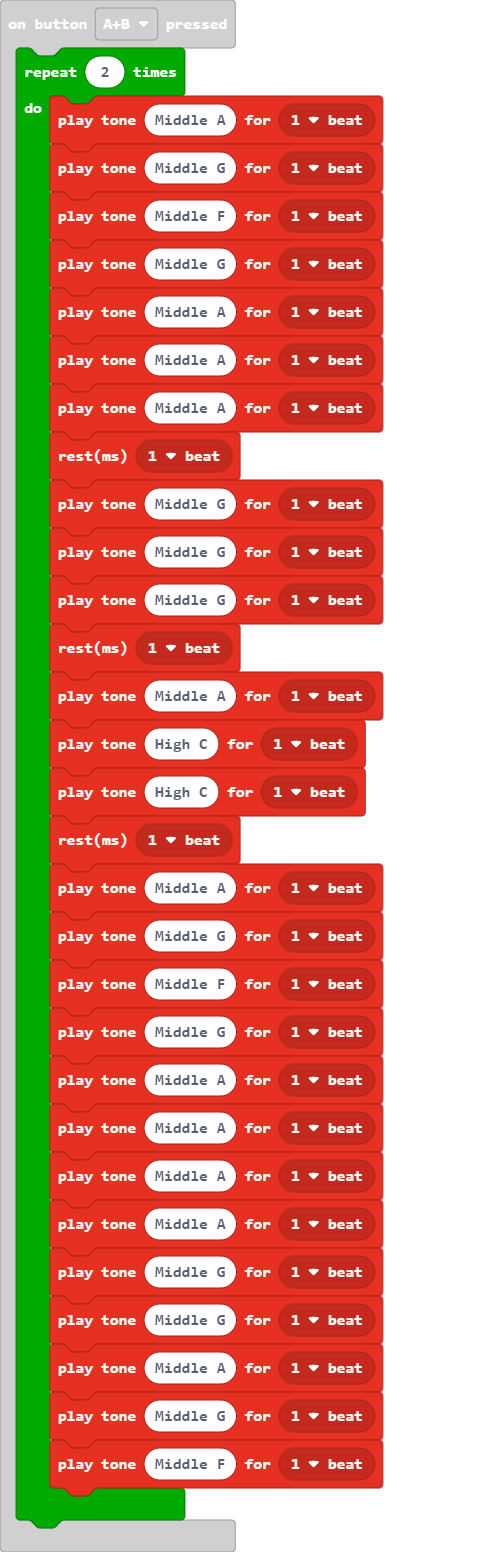 on button A+B pressed
repeat 2 times
do
play tone Middle A for 1 beat
play tone Middle G for 1 beat
play tone Middle F for 1 beat
play tone Middle G for 1 beat
play tone Middle A for 1 beat
play tone Middle A for 1 beat
play tone Middle A for 1 beat
rest(ms) 1 beat
play tone Middle G for 1 beat
play tone Middle G for 1 beat
play tone Middle G for 1 beat
rest(ms) 1 beat
play tone Middle A for 1 beat
play tone High C for 1 beat
play tone High C for 1 beat
rest(ms) 1 beat
play tone Middle A for 1 beat
play tone Middle G for 1 beat
play tone Middle F for 1 beat
play tone Middle G for 1 beat
play tone Middle A for 1 beat
play tone Middle A for 1 beat
play tone Middle A for 1 beat
play tone Middle A for 1 beat
play tone Middle G for 1 beat
play tone Middle G for 1 beat
play tone Middle A for 1 beat
play tone Middle G for 1 beat
play tone Middle F for 1 beat